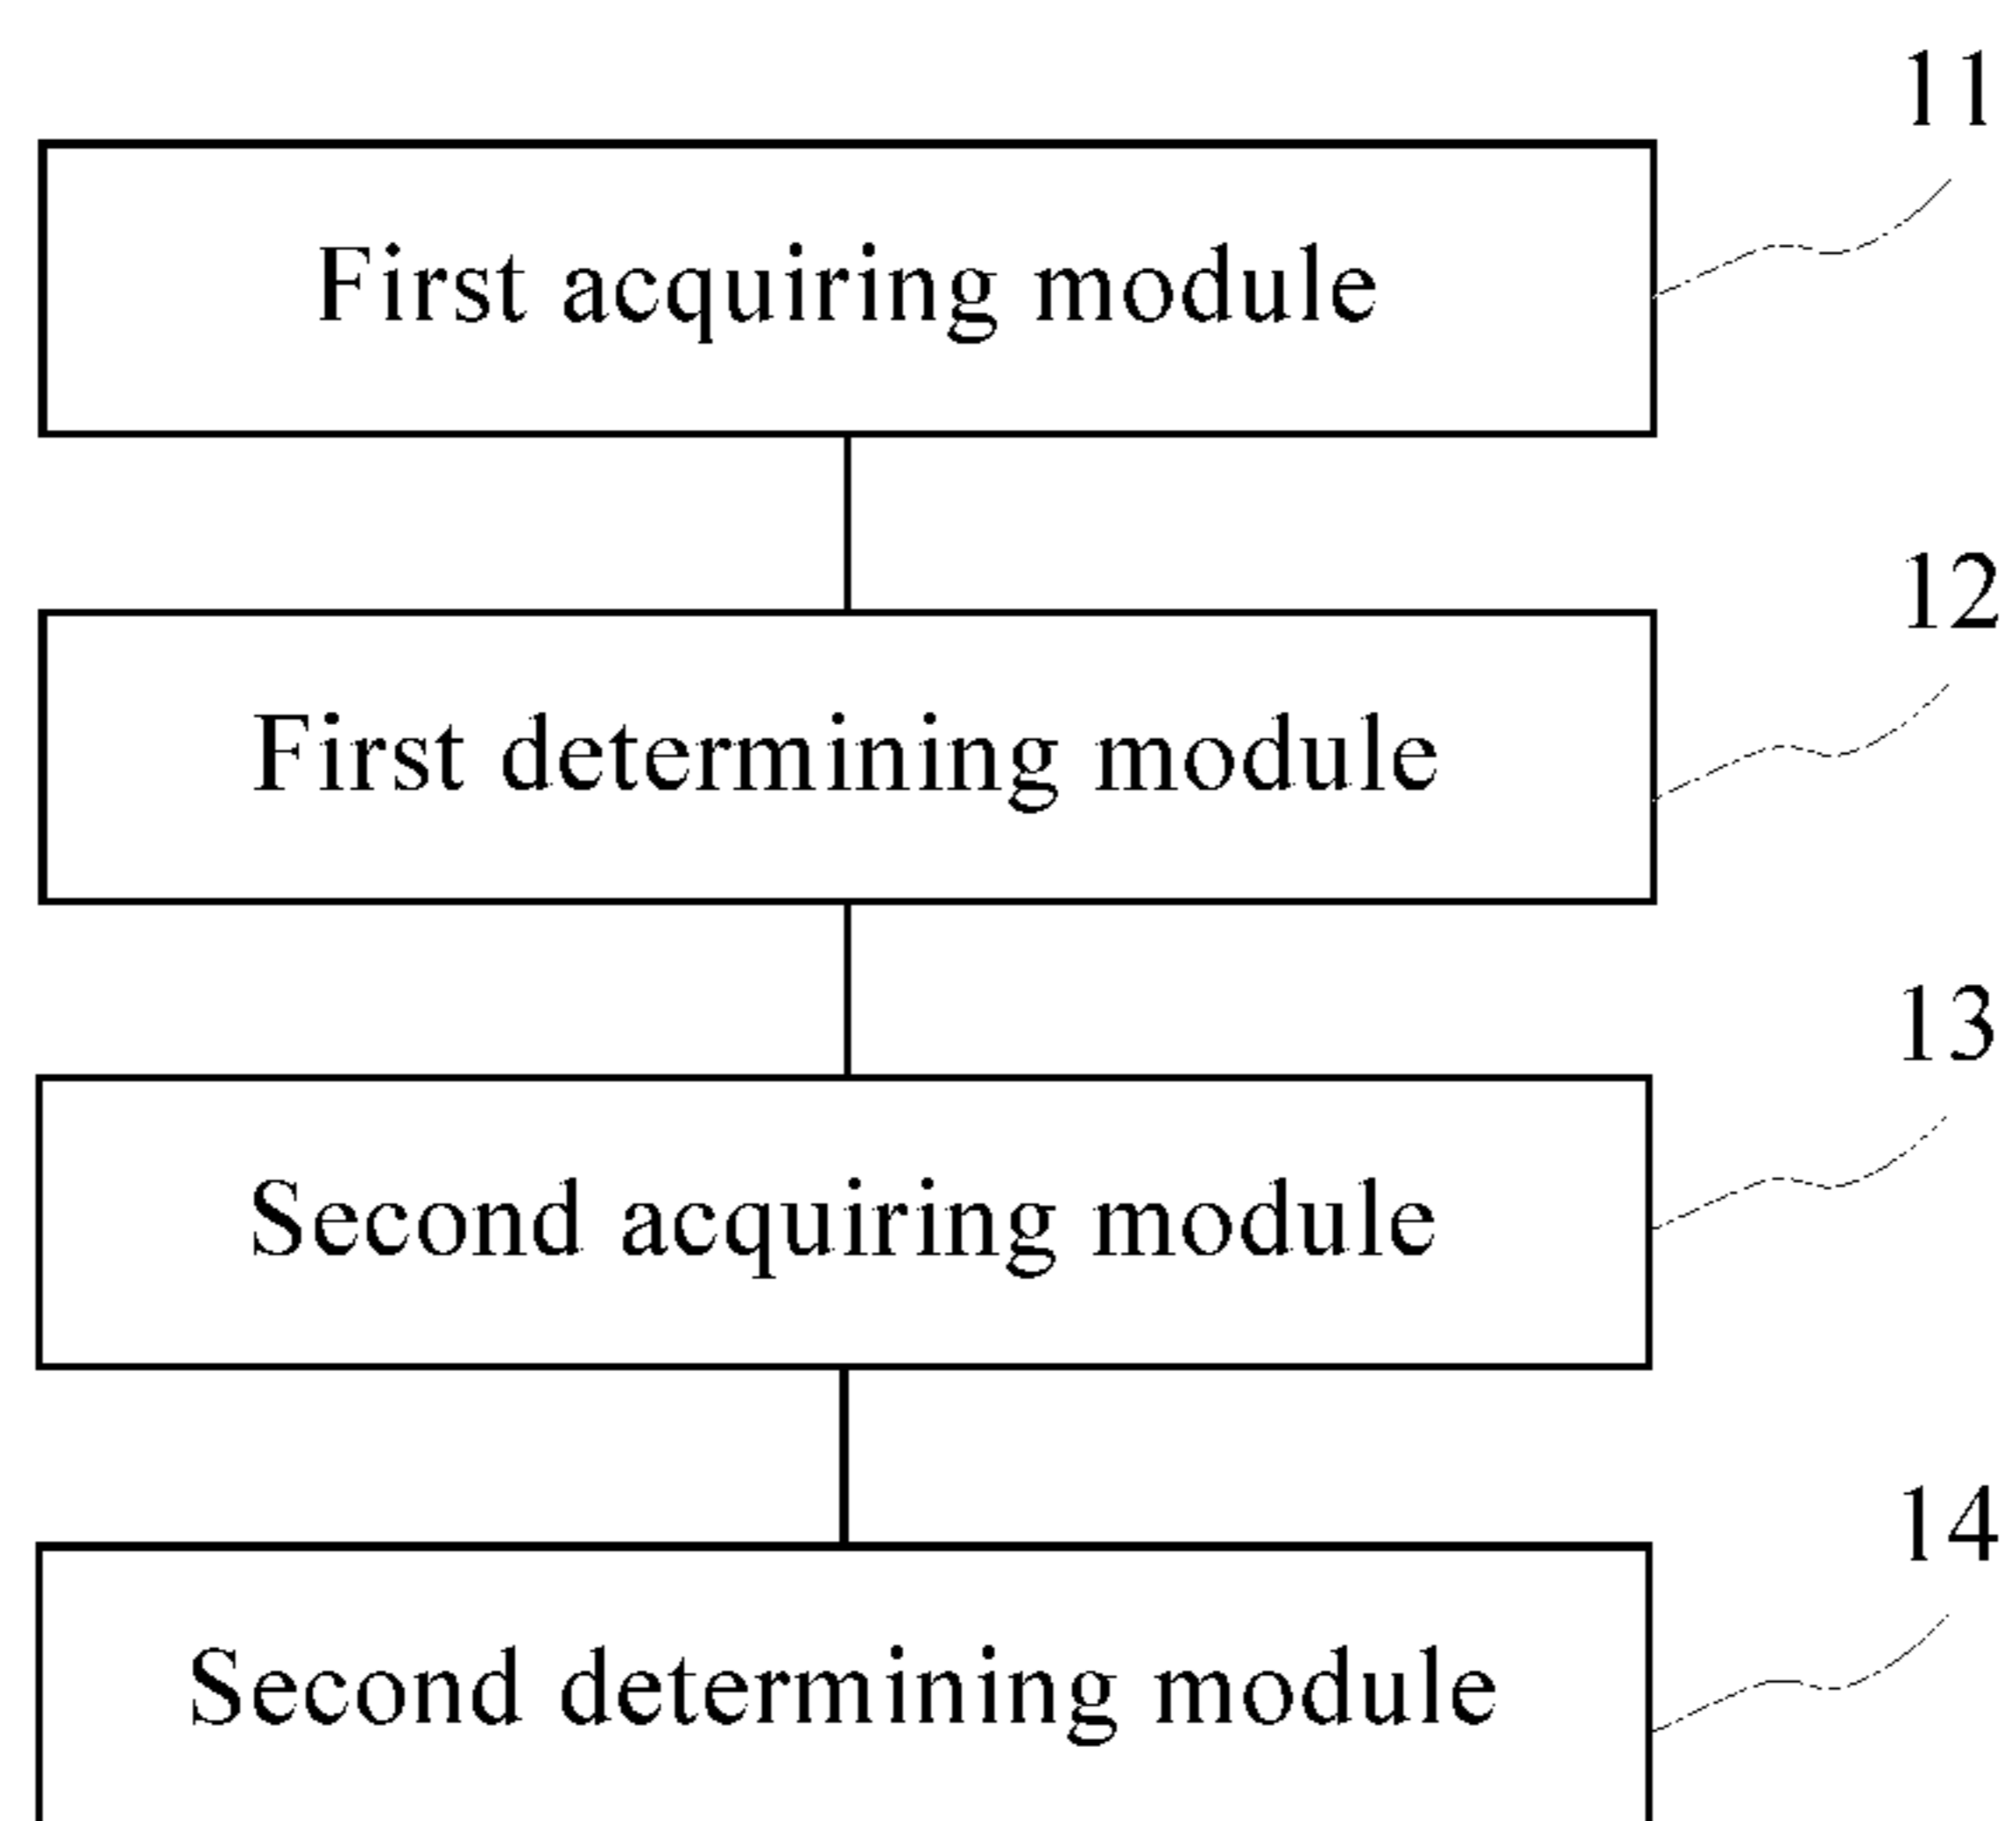 11
First acquiring module
12
First determining module
13
Second acquiring module
14
Second determining module